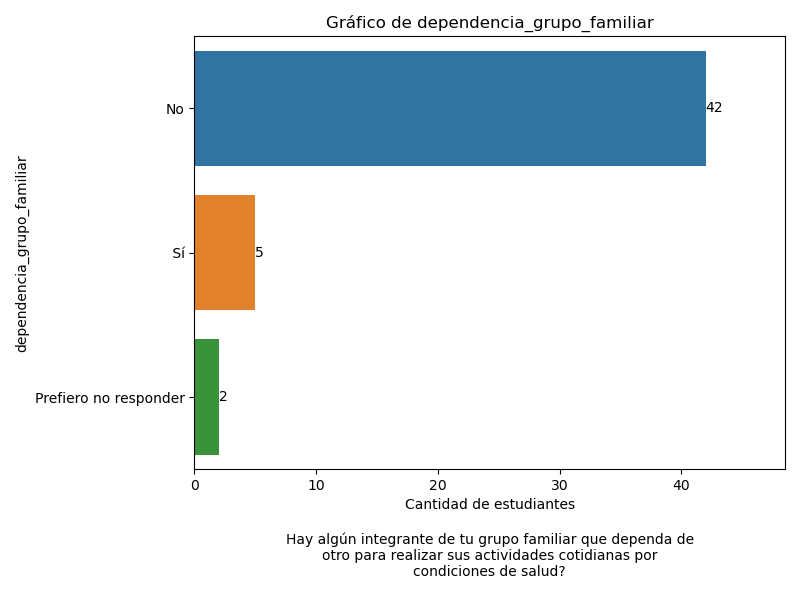 Gráfico de dependencia_grupo_familiar
dependencia_grupo_familiar
No
42
Sí
5
Prefiero no responder
2
0 10 20 30 40
Cantidad de estudiantes
Hay algún integrante de tu grupo familiar que dependa de
otro para realizar sus actividades cotidianas por
condiciones de salud?